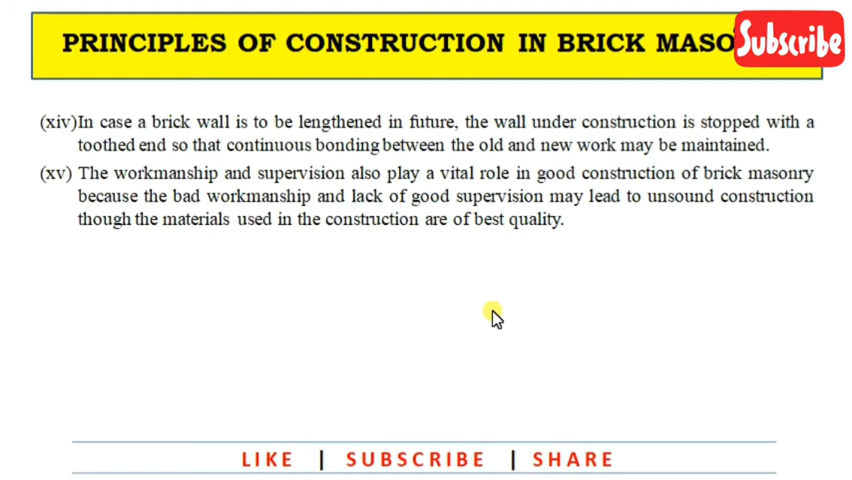 PRINCIPLES OF CONSTRUCTION IN BRICK
Subscribe
(xiv)In case a brick wall is to be lengthened in future, the wall under construction is stopped with a
toothed end so that continuous bonding between the old and new work may be maintained.
(xv) The workmanship and supervision also play a vital role in good construction of brick masonry
because the bad workmanship and lack of good supervision may lead to unsound construction
though the materials used in the construction are of best quality.
LIKE | SUBSCRIBE | SHARE